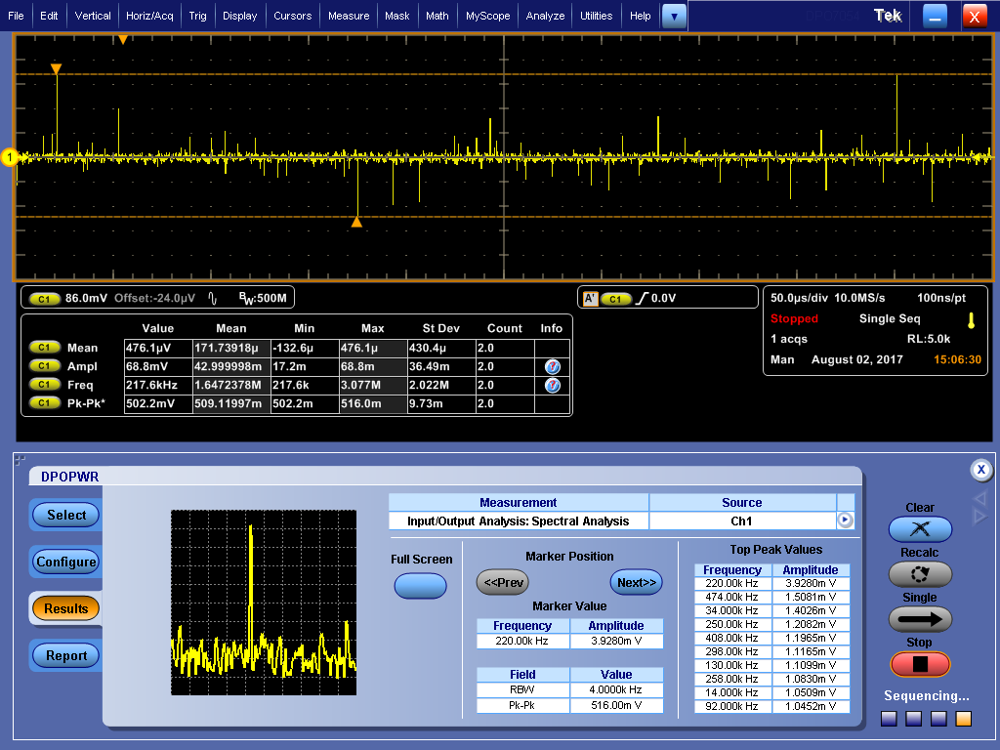 File Edit Vertical Horiz/Acq Trig Display Cursors Measure Mask Math MyScope Analyze Utilities Help Tek X
1
C1 86.0mV Offset:-24.0µV BW:500M
A' C1 0.0V
50.0µs/div 10.0MS/s 100ns/pt
Stopped Single Seq
1 acqs RL:5.0k
Man August 02, 2017 15:06:30
Value Mean Min Max St Dev Count Info
C1 Mean 476.1µV 171.73918µ -132.6µ 476.1µ 430.4µ 2.0
C1 Ampl 68.8mV 42.999998m 17.2m 68.8m 36.49m 2.0
C1 Freq 217.6kHz 1.6472378M 217.6k 3.077M 2.022M 2.0
C1 Pk-Pk* 502.2mV 509.11997m 502.2m 516.0m 9.73m 2.0
DPOPWR
X
Select
Configure
Results
Report
Measurement Source
Input/Output Analysis: Spectral Analysis Ch1
Full Screen
Marker Position
<<Prev Next>>
Marker Value
Frequency Amplitude
220.00k Hz 3.9280m V
Field Value
RBW 4.0000k Hz
Pk-Pk 516.00m V
Top Peak Values
Frequency Amplitude
220.00k Hz 3.9280m V
474.00k Hz 1.5081m V
34.000k Hz 1.4026m V
250.00k Hz 1.2082m V
408.00k Hz 1.1965m V
298.00k Hz 1.1165m V
130.00k Hz 1.1099m V
258.00k Hz 1.0830m V
14.000k Hz 1.0509m V
92.000k Hz 1.0452m V
Clear
Recalc
Single
Stop
Sequencing...